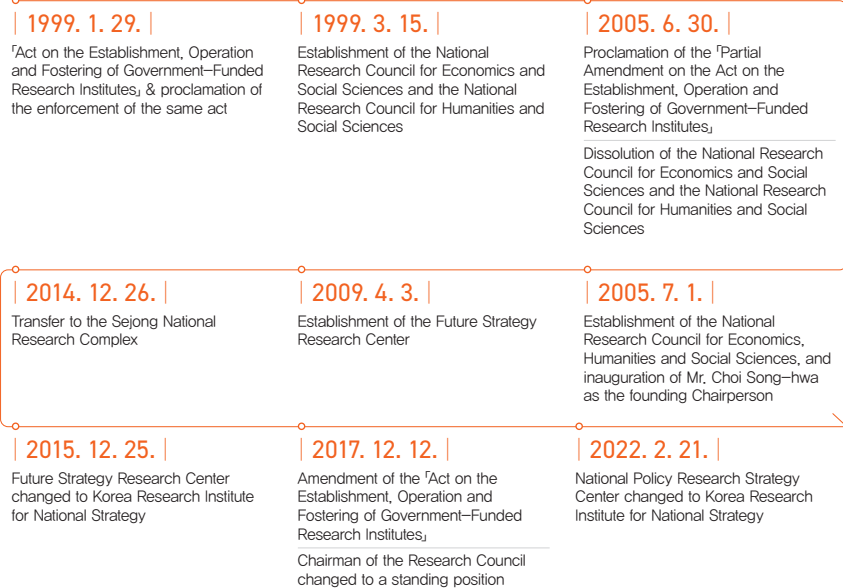 | 1999. 1. 29. |
「Act on the Establishment, Operation
and Fostering of Government-Funded
Research Institutes」 & proclamation of
the enforcement of the same act
| 1999. 3. 15. |
Establishment of the National
Research Council for Economics and
Social Sciences and the National
Research Council for Humanities and
Social Sciences
| 2005. 6. 30. |
Proclamation of the 「Partial
Amendment on the Act on the
Establishment, Operation and
Fostering of Government-Funded
Research Institutes」
Dissolution of the National Research
Council for Economics and Social
Sciences and the National Research
Council for Humanities and Social
Sciences
| 2005. 7. 1. |
Establishment of the National
Research Council for Economics,
Humanities and Social Sciences, and
inauguration of Mr. Choi Song-hwa
as the founding Chairperson
| 2009. 4. 3. |
Establishment of the Future Strategy
Research Center
| 2014. 12. 26. |
Transfer to the Sejong National
Research Complex
| 2015. 12. 25. |
Future Strategy Research Center
changed to Korea Research Institute
for National Strategy
| 2017. 12. 12. |
Amendment of the 「Act on the
Establishment, Operation and
Fostering of Government-Funded
Research Institutes」
Chairman of the Research Council
changed to a standing position
| 2022. 2. 21. |
National Policy Research Strategy
Center changed to Korea Research
Institute for National Strategy